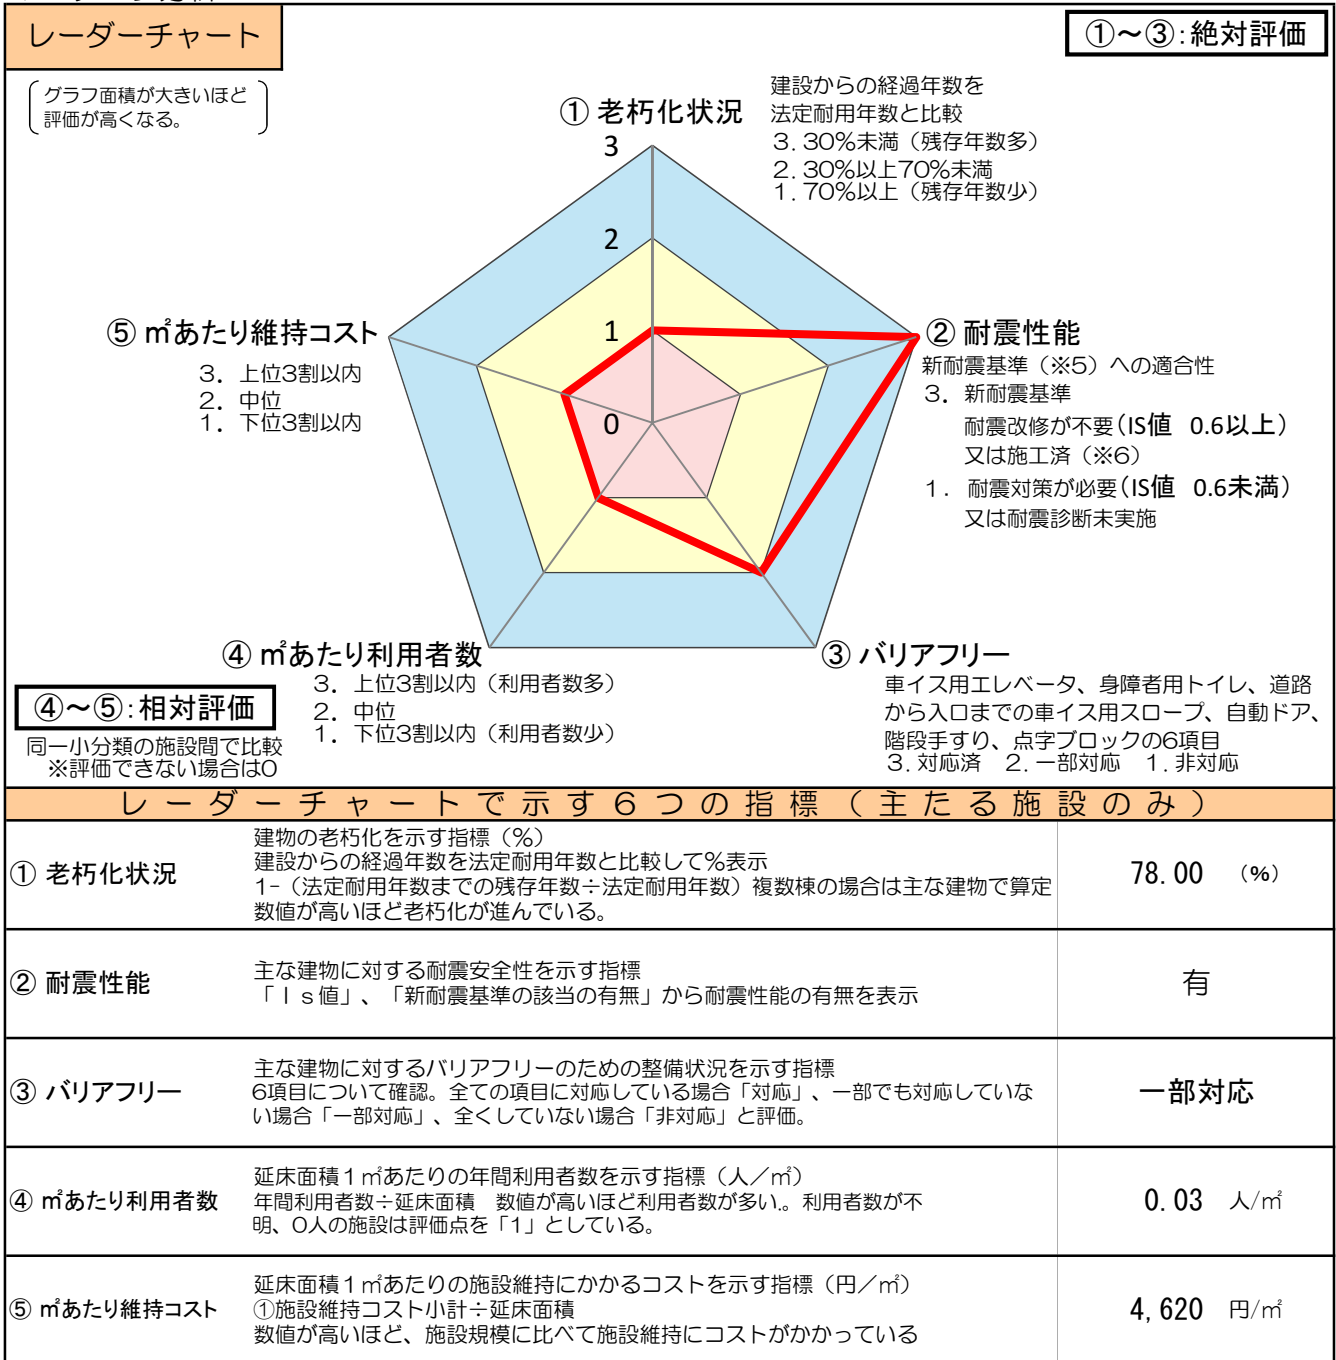 レーダーチャート
①～③:絶対評価
グラフ面積が大きいほど
評価が高くなる。
① 老朽化状況
建設からの経過年数を
法定耐用年数と比較
3. 30%未満（残存年数多）
2. 30%以上70%未満
1. 70%以上（残存年数少）
3
2
1
0
⑤ ㎡あたり維持コスト
3. 上位3割以内
2. 中位
1. 下位3割以内
② 耐震性能
新耐震基準（※5）への適合性
3. 新耐震基準
耐震改修が不要(IS値 0.6以上)
又は施工済（※6）
1. 耐震対策が必要(IS値 0.6未満)
又は耐震診断未実施
④ ㎡あたり利用者数
3. 上位3割以内（利用者数多）
2. 中位
1. 下位3割以内（利用者数少）
③ バリアフリー
車イス用エレベータ、身障者用トイレ、道路
から入口までの車イス用スロープ、自動ドア、
階段手すり、点字ブロックの6項目
3. 対応済 2. 一部対応 1. 非対応
④～⑤:相対評価
同一小分類の施設間で比較
※評価できない場合は0
レーダーチャートで示す6つの指標（主たる施設のみ）
① 老朽化状況
建物の老朽化を示す指標（%）
建設からの経過年数を法定耐用年数と比較して%表示
1-（法定耐用年数までの残存年数÷法定耐用年数）複数棟の場合は主な建物で算定
数値が高いほど老朽化が進んでいる。
78.00 （%）
② 耐震性能
主な建物に対する耐震安全性を示す指標
「Ｉｓ値」、「新耐震基準の該当の有無」から耐震性能の有無を表示
有
③ バリアフリー
主な建物に対するバリアフリーのための整備状況を示す指標
6項目について確認。全ての項目に対応している場合「対応」、一部でも対応していな
い場合「一部対応」、全くしていない場合「非対応」と評価。
一部対応
④ ㎡あたり利用者数
延床面積１㎡あたりの年間利用者数を示す指標（人／㎡）
年間利用者数÷延床面積 数値が高いほど利用者数が多い。利用者数が不
明、0人の施設は評価点を「1」としている。
0.03 人/㎡
⑤ ㎡あたり維持コスト
延床面積１㎡あたりの施設維持にかかるコストを示す指標（円／㎡）
①施設維持コスト小計÷延床面積
数値が高いほど、施設規模に比べて施設維持にコストがかかっている
4,620 円/㎡